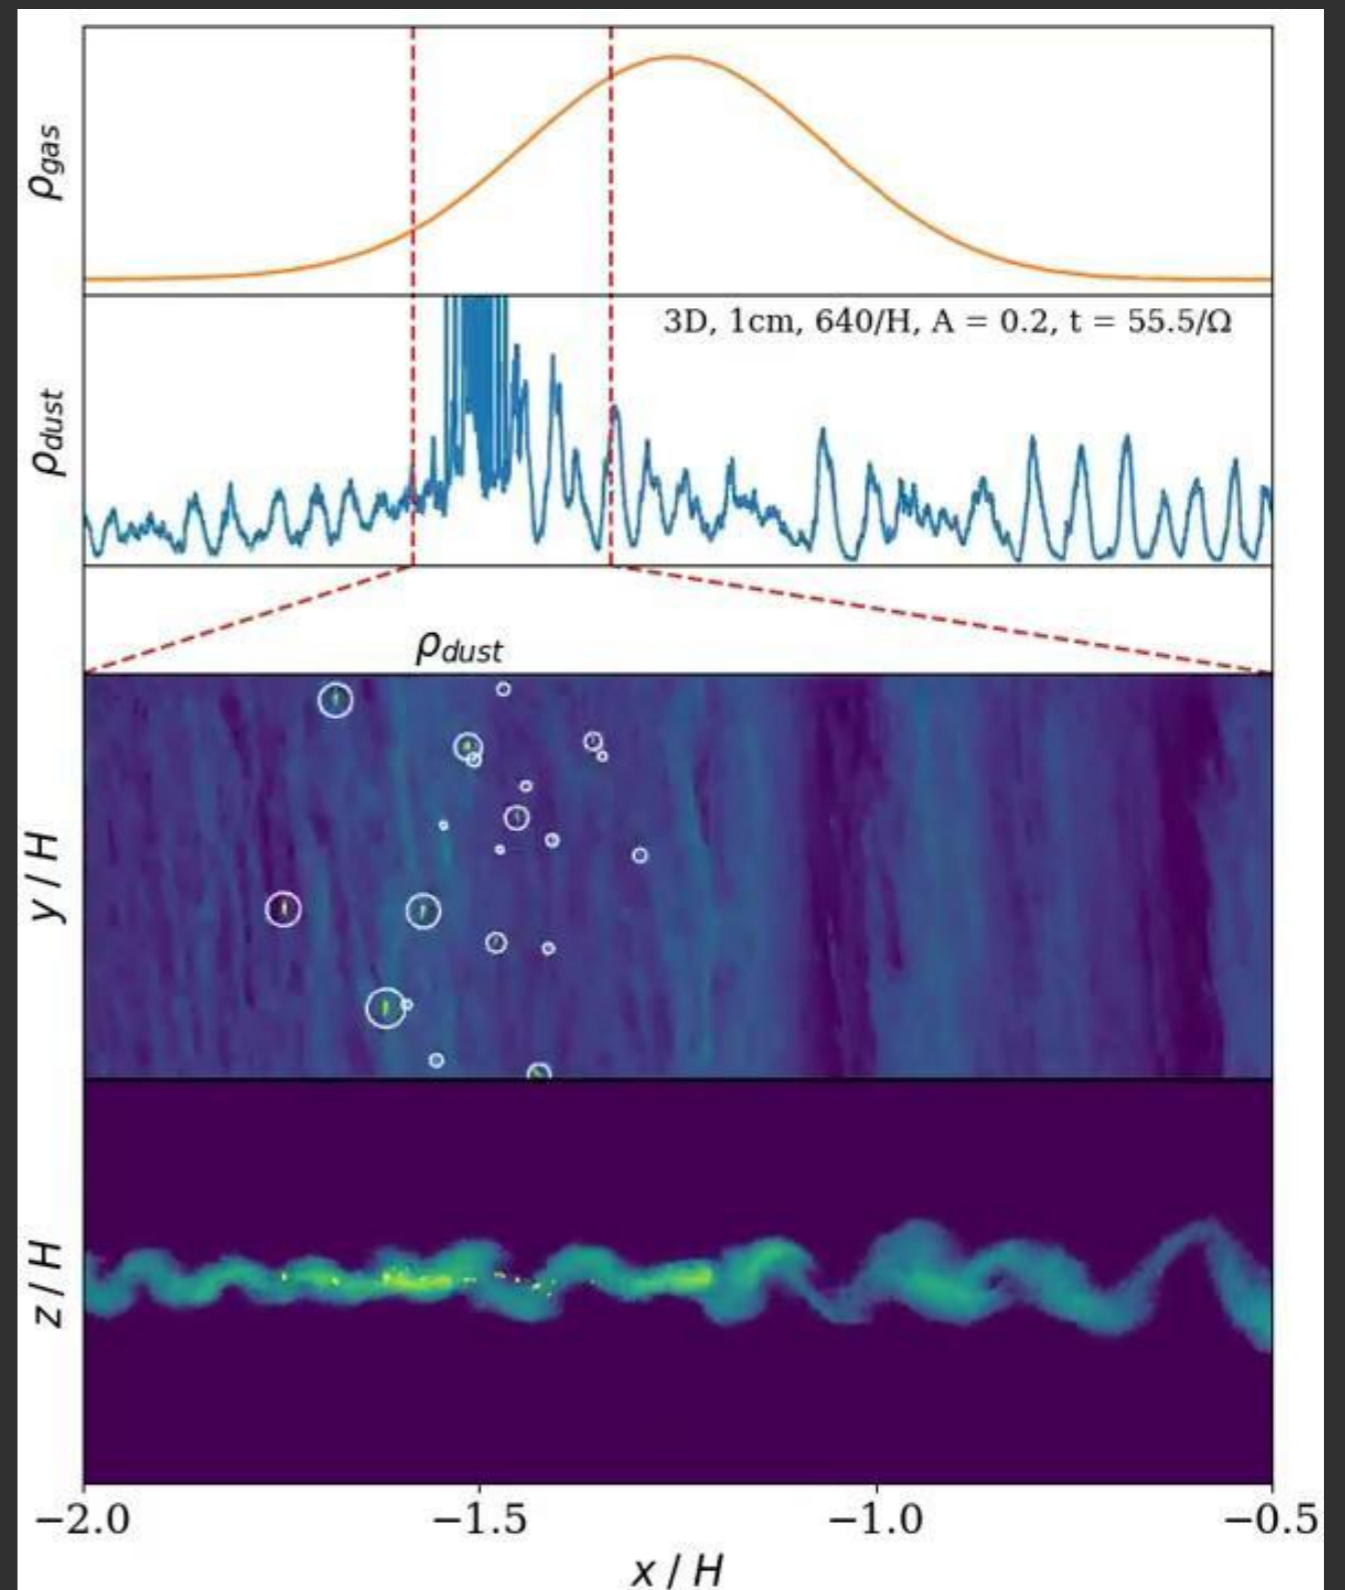 ρgas
3D, 1cm, 640/H, A = 0.2, t = 55.5/Ω
ρdust
ρdust
y / H
z / H
−2.0 −1.5 −1.0 −0.5
x / H